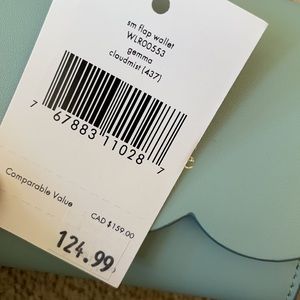 sm flap wallet
WLR00553
gemma
cloudmist (437)
7 67883 11028 7
Comparable Value
CAD $159.00
124.99